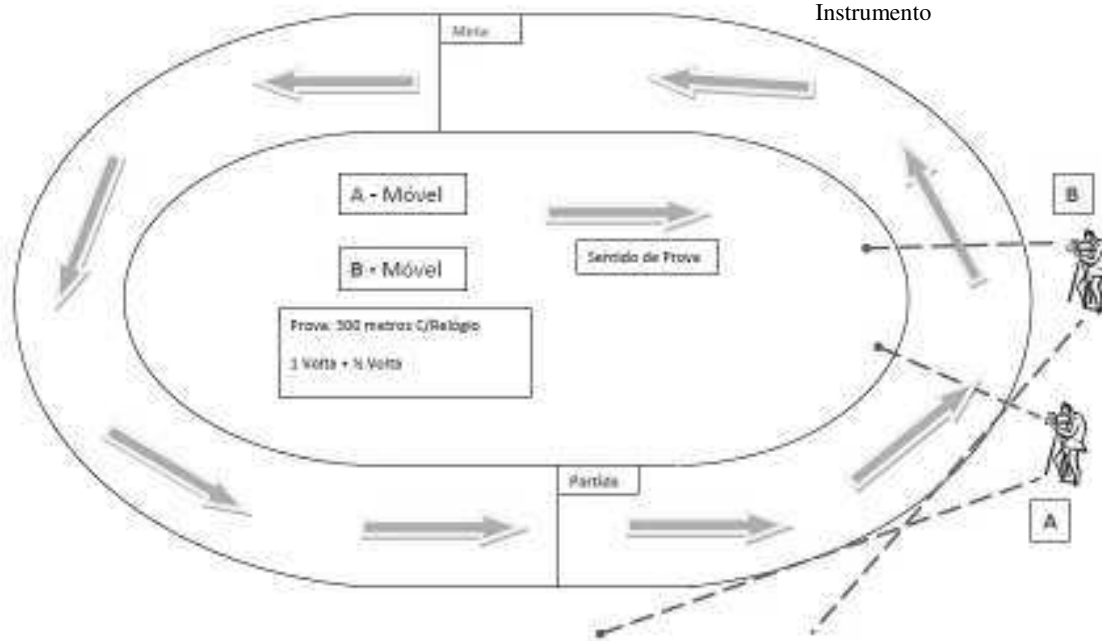 Instrumento
Meta
A - Móvel
B
B - Móvel
Sentido de Prova
Prova: 300 metros C/Relógio
1 Volta + ½ Volta
Partida
A